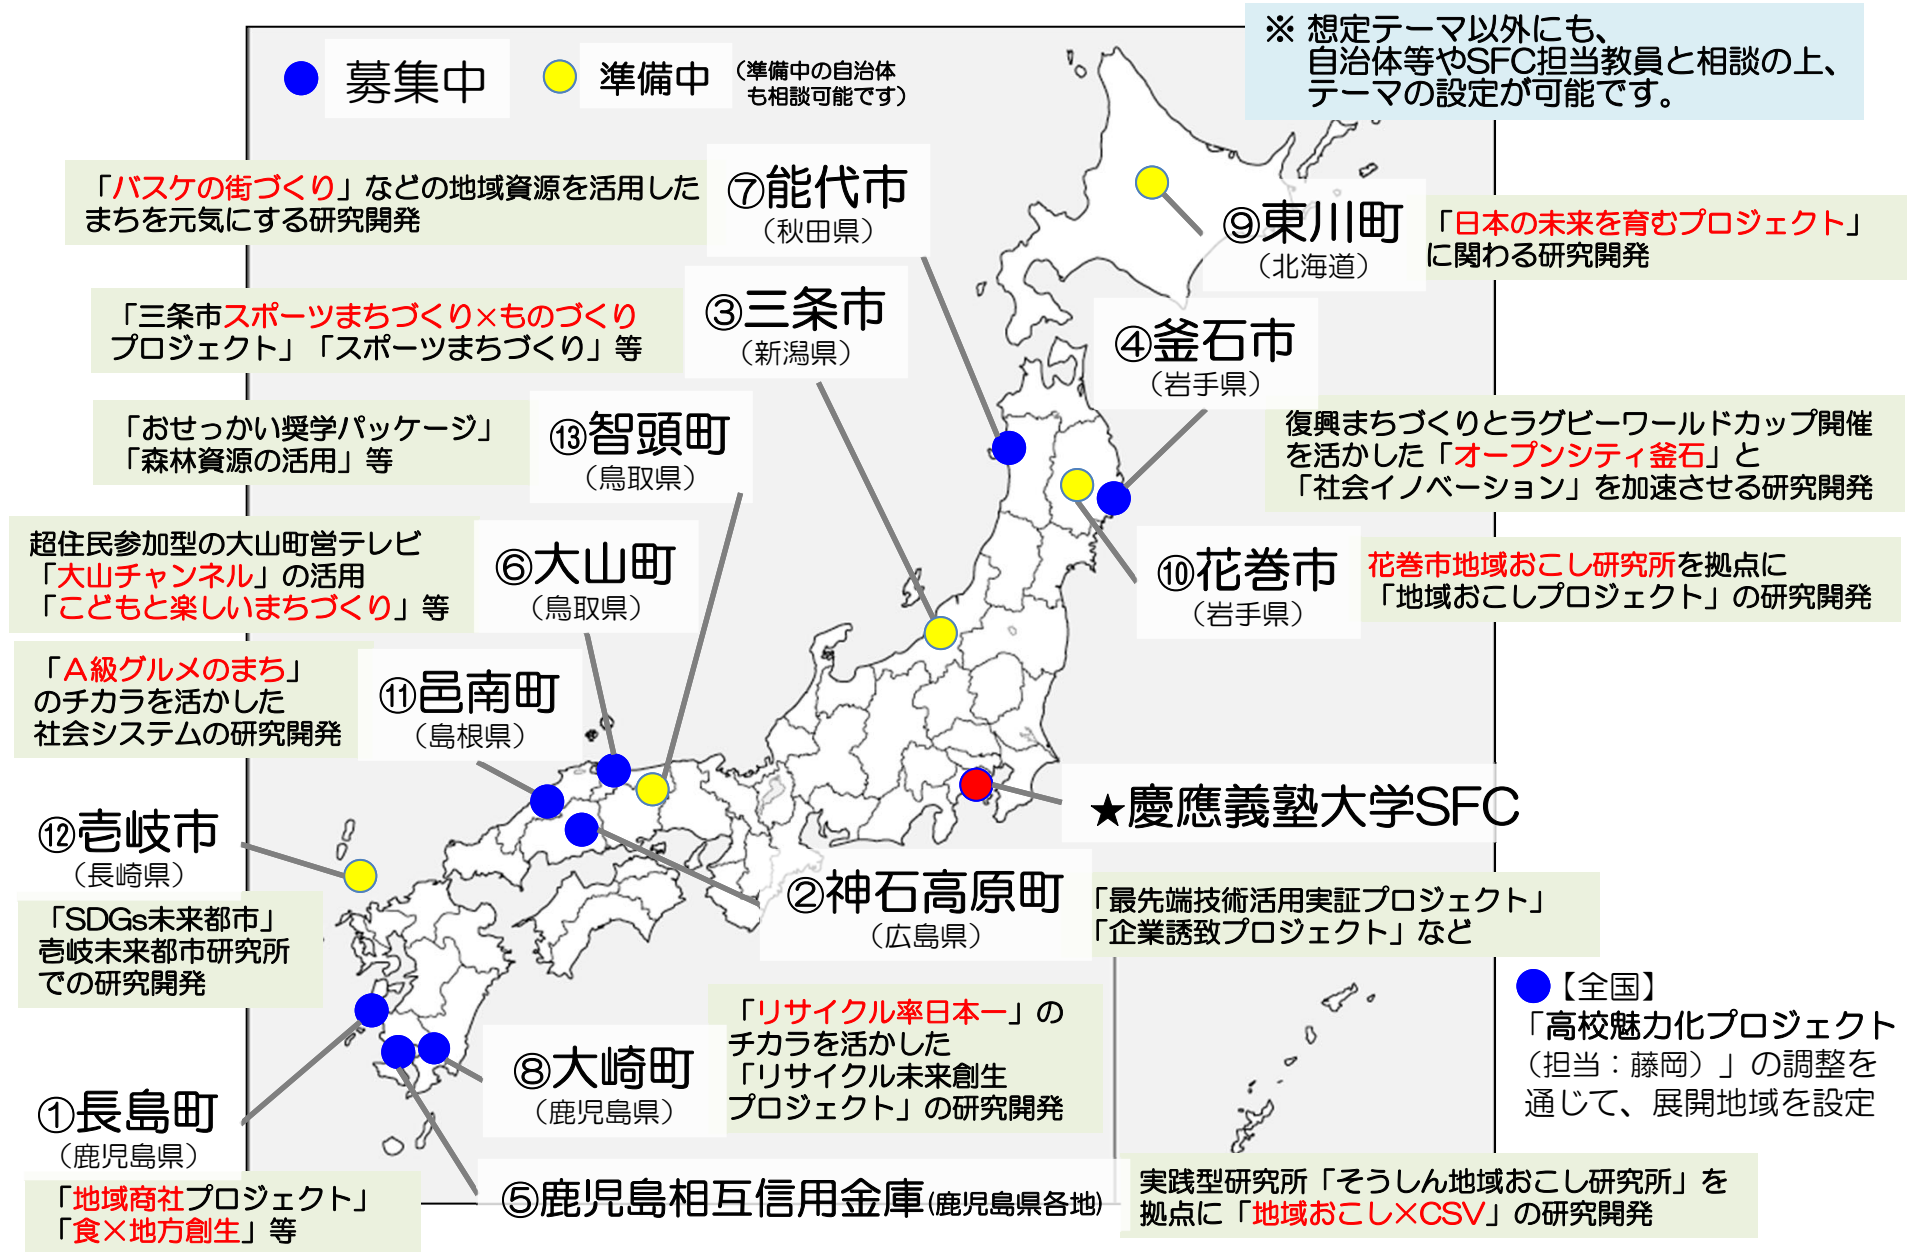 募集中
準備中
（準備中の自治体
も相談可能です）
※ 想定テーマ以外にも、
自治体等やSFC担当教員と相談の上、
テーマの設定が可能です。
「バスケの街づくり」などの地域資源を活用した
まちを元気にする研究開発
⑦能代市
（秋田県）
⑨東川町
（北海道）
「日本の未来を育むプロジェクト」
に関わる研究開発
「三条市スポーツまちづくり×ものづくり
プロジェクト」「スポーツまちづくり」等
③三条市
（新潟県）
④釜石市
（岩手県）
復興まちづくりとラグビーワールドカップ開催
を活かした「オープンシティ釜石」と
「社会イノベーション」を加速させる研究開発
「おせっかい奨学パッケージ」
「森林資源の活用」等
⑬智頭町
（鳥取県）
超住民参加型の大山町営テレビ
「大山チャンネル」の活用
「こどもと楽しいまちづくり」等
⑥大山町
（鳥取県）
⑩花巻市
（岩手県）
花巻市地域おこし研究所を拠点に
「地域おこしプロジェクト」の研究開発
「A級グルメのまち」
のチカラを活かした
社会システムの研究開発
⑪邑南町
（島根県）
★慶應義塾大学SFC
⑫壱岐市
（長崎県）
「SDGs未来都市」
壱岐未来都市研究所
での研究開発
②神石高原町
（広島県）
「最先端技術活用実証プロジェクト」
「企業誘致プロジェクト」など
【全国】
「高校魅力化プロジェクト
（担当：藤岡）」の調整を
通じて、展開地域を設定
⑧大崎町
（鹿児島県）
「リサイクル率日本一」の
チカラを活かした
「リサイクル未来創生
プロジェクト」の研究開発
①長島町
（鹿児島県）
「地域商社プロジェクト」
「食×地方創生」等
⑤鹿児島相互信用金庫(鹿児島県各地)
実践型研究所「そうしん地域おこし研究所」を
拠点に「地域おこし×CSV」の研究開発